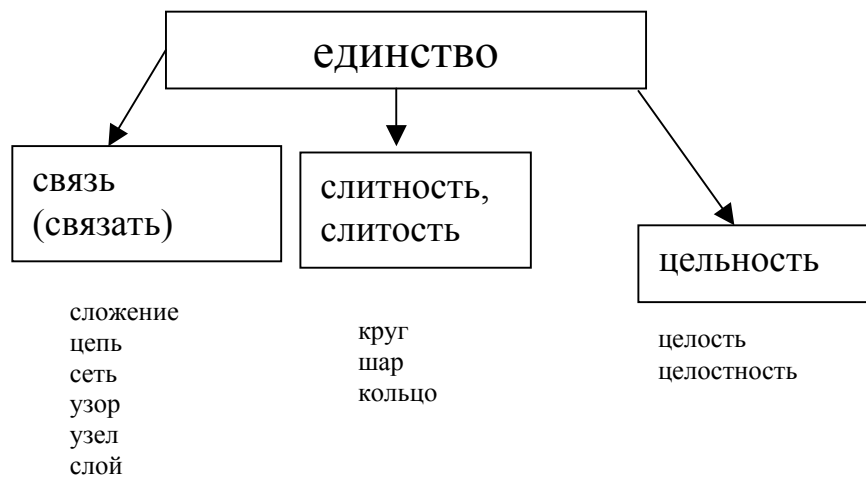 единство
связь
(связать)
слитность,
слитость
цельность
сложение
цепь
сеть
узор
узел
слой
круг
шар
кольцо
целость
целостность